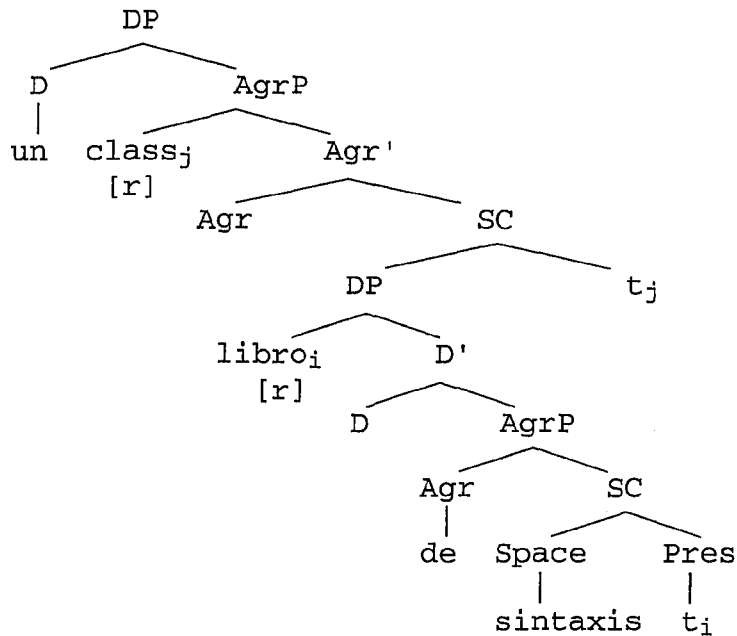 DP
D AgrP
un classⱼ Agr'
[r]
Agr SC
DP tⱼ
libroᵢ D'
[r]
D AgrP
Agr SC
de Space Pres
sintaxis tᵢ